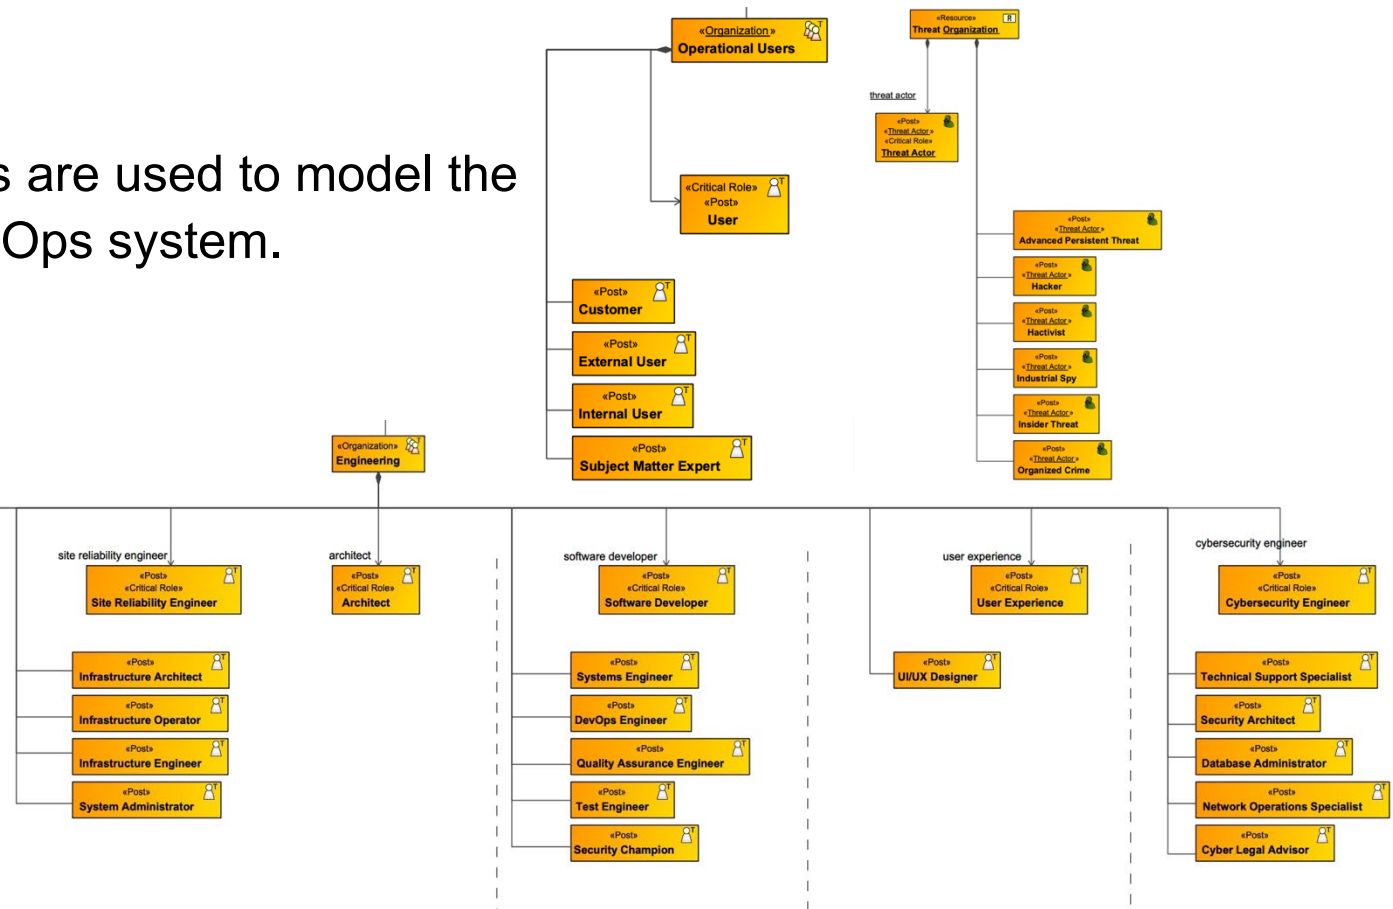 «Organization»
Operational Users
«Resource»
R
Threat Organization
threat actor
«Post»
«Threat Actor»
«Critical Role»
Threat Actor
s are used to model the
Ops system.
«Critical Role»
«Post»
User
«Post»
Customer
«Post»
External User
«Post»
Internal User
«Post»
Subject Matter Expert
«Post»
«Threat Actor»
Advanced Persistent Threat
«Post»
«Threat Actor»
Hacker
«Post»
«Threat Actor»
Hactivist
«Post»
«Threat Actor»
Industrial Spy
«Post»
«Threat Actor»
Insider Threat
«Post»
«Threat Actor»
Organized Crime
«Organization»
Engineering
site reliability engineer
«Post»
«Critical Role»
Site Reliability Engineer
«Post»
Infrastructure Architect
«Post»
Infrastructure Operator
«Post»
Infrastructure Engineer
«Post»
System Administrator
architect
«Post»
«Critical Role»
Architect
software developer
«Post»
«Critical Role»
Software Developer
«Post»
Systems Engineer
«Post»
DevOps Engineer
«Post»
Quality Assurance Engineer
«Post»
Test Engineer
«Post»
Security Champion
user experience
«Post»
«Critical Role»
User Experience
«Post»
UI/UX Designer
cybersecurity engineer
«Post»
«Critical Role»
Cybersecurity Engineer
«Post»
Technical Support Specialist
«Post»
Security Architect
«Post»
Database Administrator
«Post»
Network Operations Specialist
«Post»
Cyber Legal Advisor